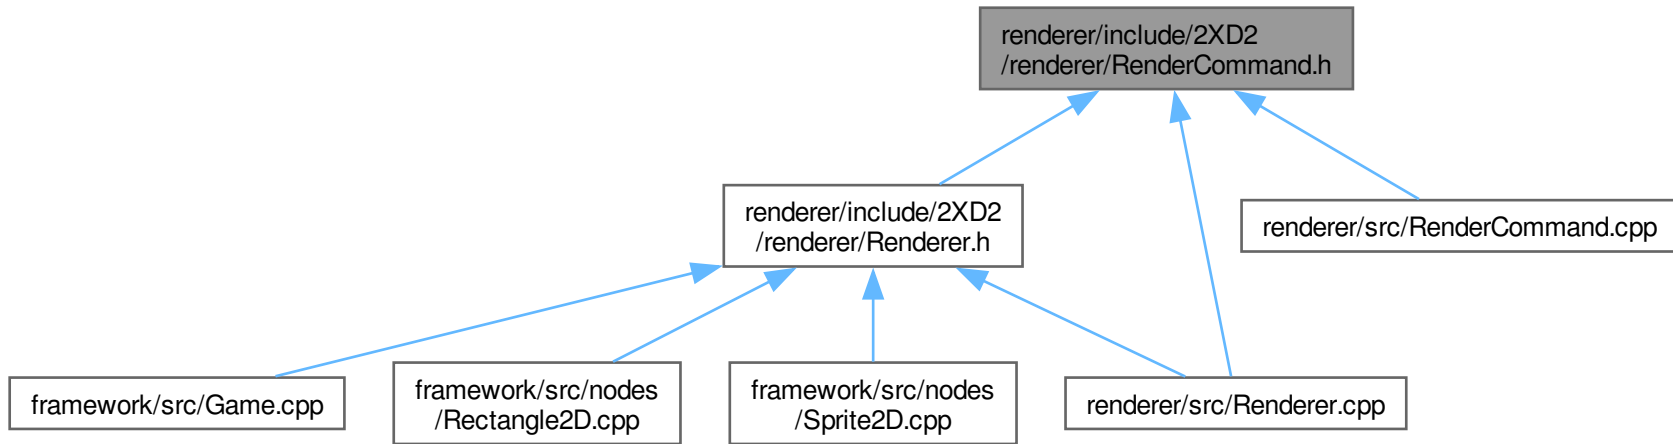 renderer/include/2XD2
/renderer/RenderCommand.h
renderer/include/2XD2
/renderer/Renderer.h
renderer/src/RenderCommand.cpp
framework/src/Game.cpp
framework/src/nodes
/Rectangle2D.cpp
framework/src/nodes
/Sprite2D.cpp
renderer/src/Renderer.cpp